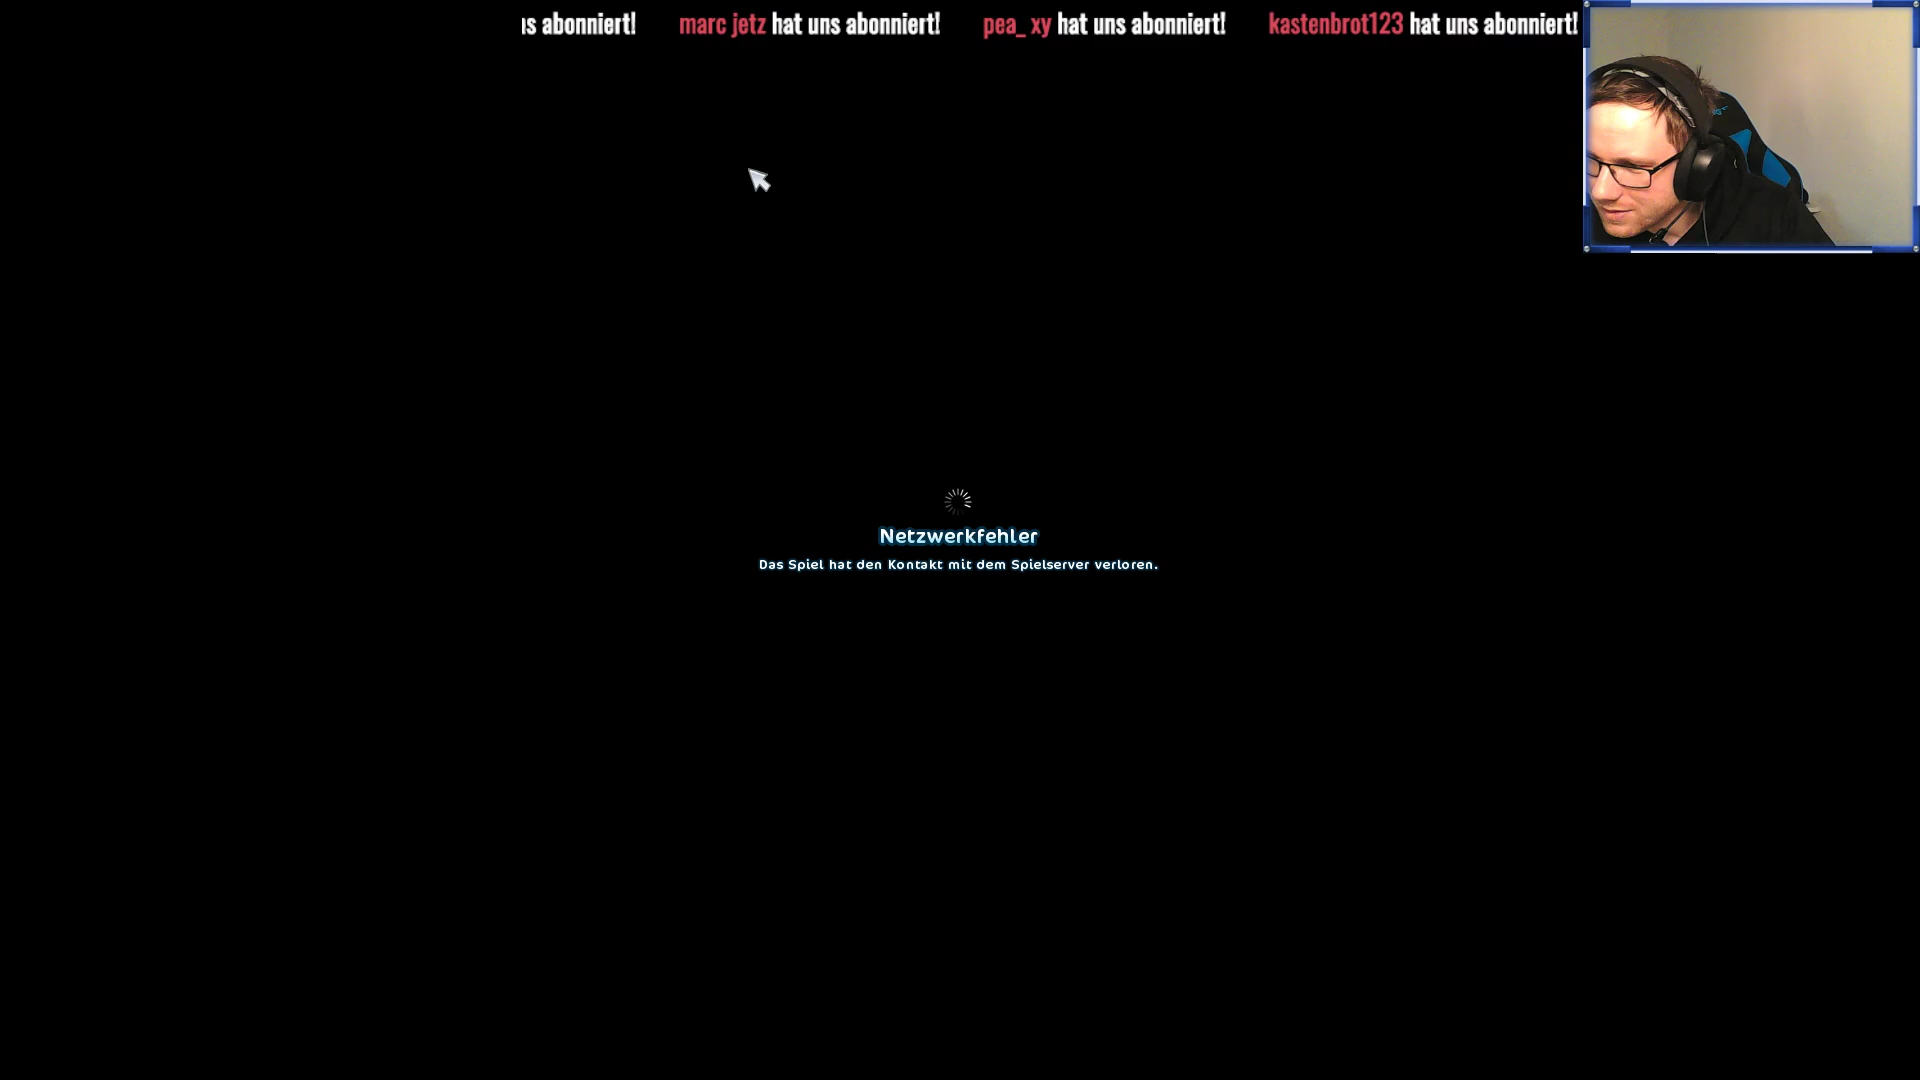 abonniert! marc jetz hat uns abonniert! pea_ xy hat uns abonniert! kastenbrot123 hat uns abonniert!
Netzwerkfehler
Das Spiel hat den Kontakt mit dem Spielserver verloren.